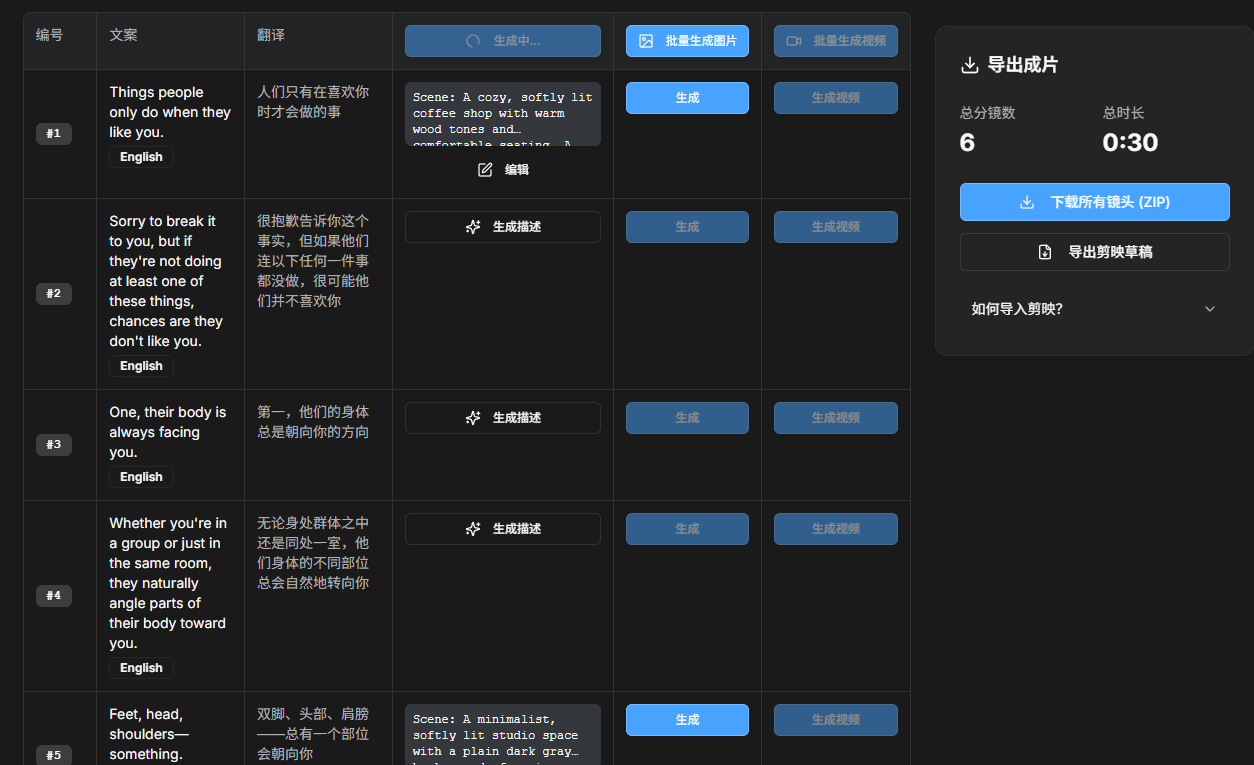 编号
文案
翻译
生成中...
批量生成图片
批量生成视频
#1
Things people
only do when they
like you.
English
人们只有在喜欢你
时才会做的事
Scene: A cozy, softly lit
coffee shop with warm
wood tones and…
comfortable seating. A
编辑
生成
生成视频
#2
Sorry to break it
to you, but if
they're not doing
at least one of
these things,
chances are they
don't like you.
English
很抱歉告诉你这个
事实，但如果他们
连以下任何一件事
都没做，很可能他
们并不喜欢你
生成描述
生成
生成视频
#3
One, their body is
always facing
you.
English
第一，他们的身体
总是朝向你的方向
生成描述
生成
生成视频
#4
Whether you're in
a group or just in
the same room,
they naturally
angle parts of
their body toward
you.
English
无论身处群体之中
还是同处一室，他
们身体的不同部位
总会自然地转向你
生成描述
生成
生成视频
#5
Feet, head,
shoulders—
something.
双脚、头部、肩膀
——总有一个部位
会朝向你
Scene: A minimalist,
softly lit studio space
with a plain dark gray…
生成
生成视频
导出成片
总分镜数
总时长
6
0:30
下载所有镜头 (ZIP)
导出剪映草稿
如何导入剪映?